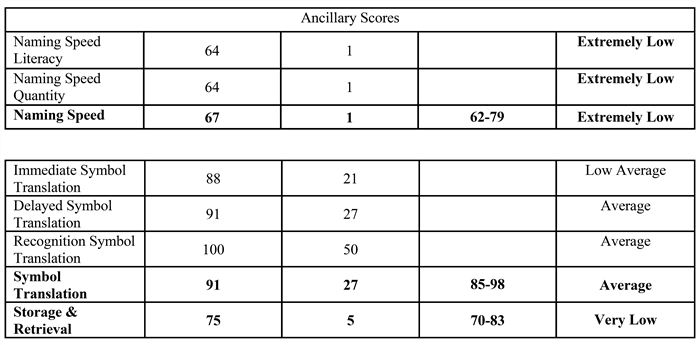 Ancillary Scores
Naming Speed Literacy 64 1 Extremely Low
Naming Speed Quantity 64 1 Extremely Low
Naming Speed 67 1 62-79 Extremely Low
Immediate Symbol Translation 88 21 Low Average
Delayed Symbol Translation 91 27 Average
Recognition Symbol Translation 100 50 Average
Symbol Translation 91 27 85-98 Average
Storage & Retrieval 75 5 70-83 Very Low